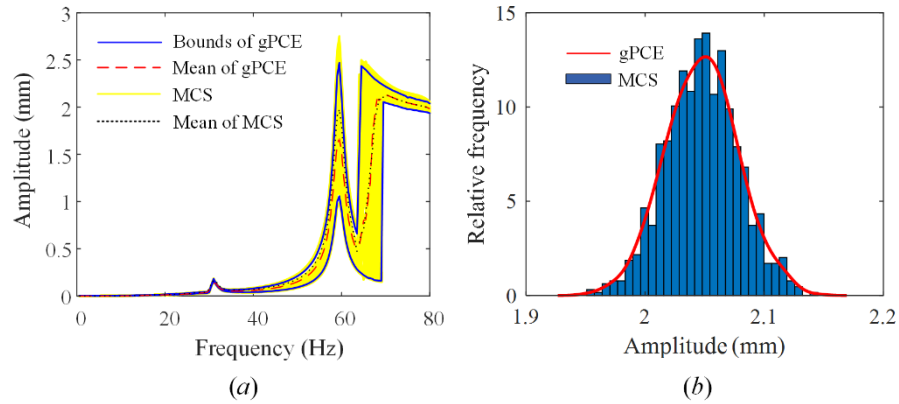 Bounds of gPCE
Mean of gPCE
MCS
Mean of MCS
Amplitude (mm)
3
2.5
2
1.5
1
0.5
0
0 20 40 60 80
Frequency (Hz)
(a)
gPCE
MCS
Relative frequency
15
10
5
0
1.9 2 2.1 2.2
Amplitude (mm)
(b)